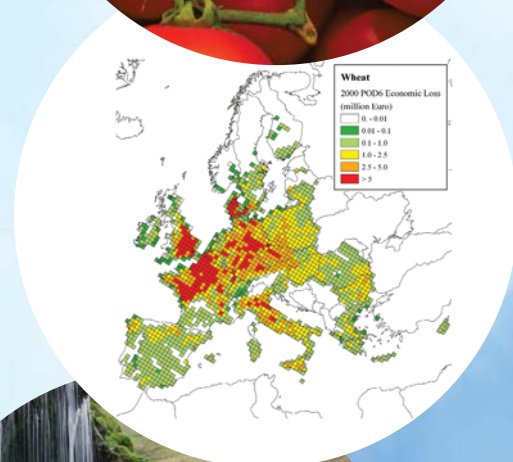 Wheat
2000 POD6 Economic Loss
(million Euro)
0. - 0.01
0.01 - 0.1
0.1 - 1.0
1.0 - 2.5
2.5 - 5.0
> 5